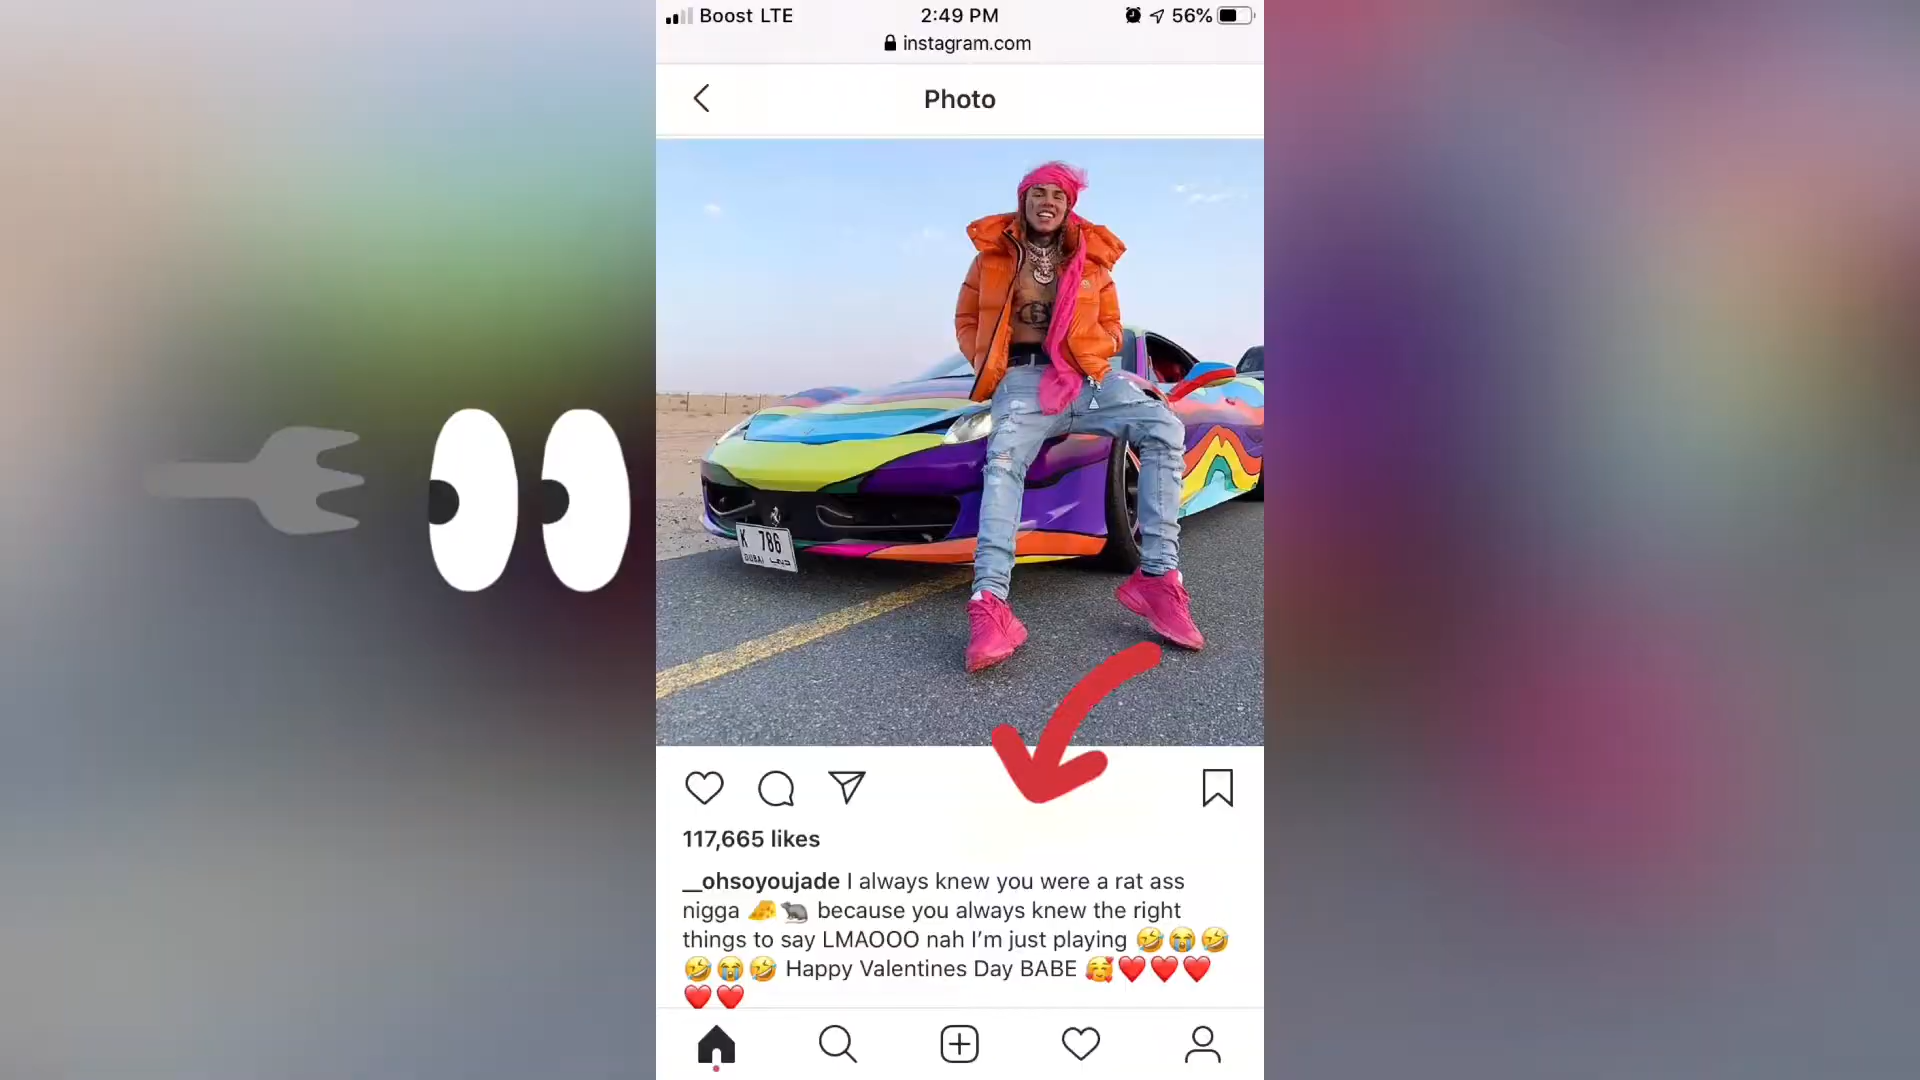 Boost LTE 2:49 PM 56%
instagram.com
Photo
K 786
DUBAI دبي
117,665 likes
__ohsoyoujade I always knew you were a rat ass
nigga 🧀🐀 because you always knew the right
things to say LMAOOO nah I’m just playing 🤣😭🤣
🤣😭🤣 Happy Valentines Day BABE 🥰❤️❤️❤️
❤️❤️